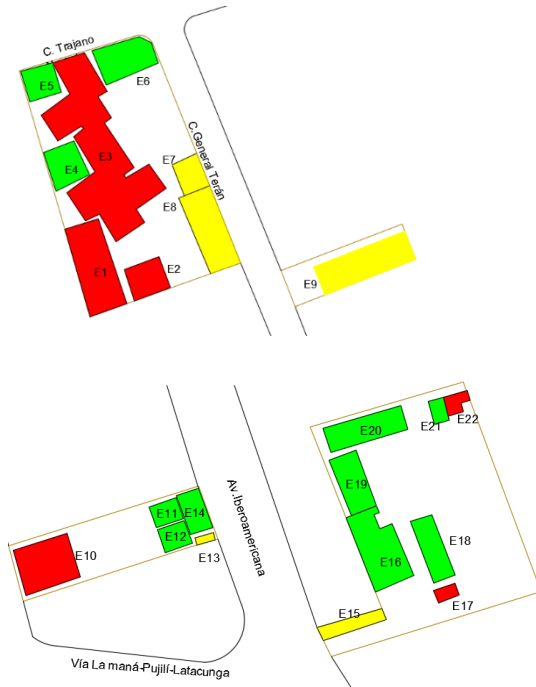 C. Trajano
E5
E6
E3
E4
C.General Terán
E7
E8
E1
E2
E9
E20
E21
E22
E19
Av.Iberoamericana
E11
E14
E12
E13
E10
E18
E16
E17
E15
Vía La maná-Pujilí-Latacunga